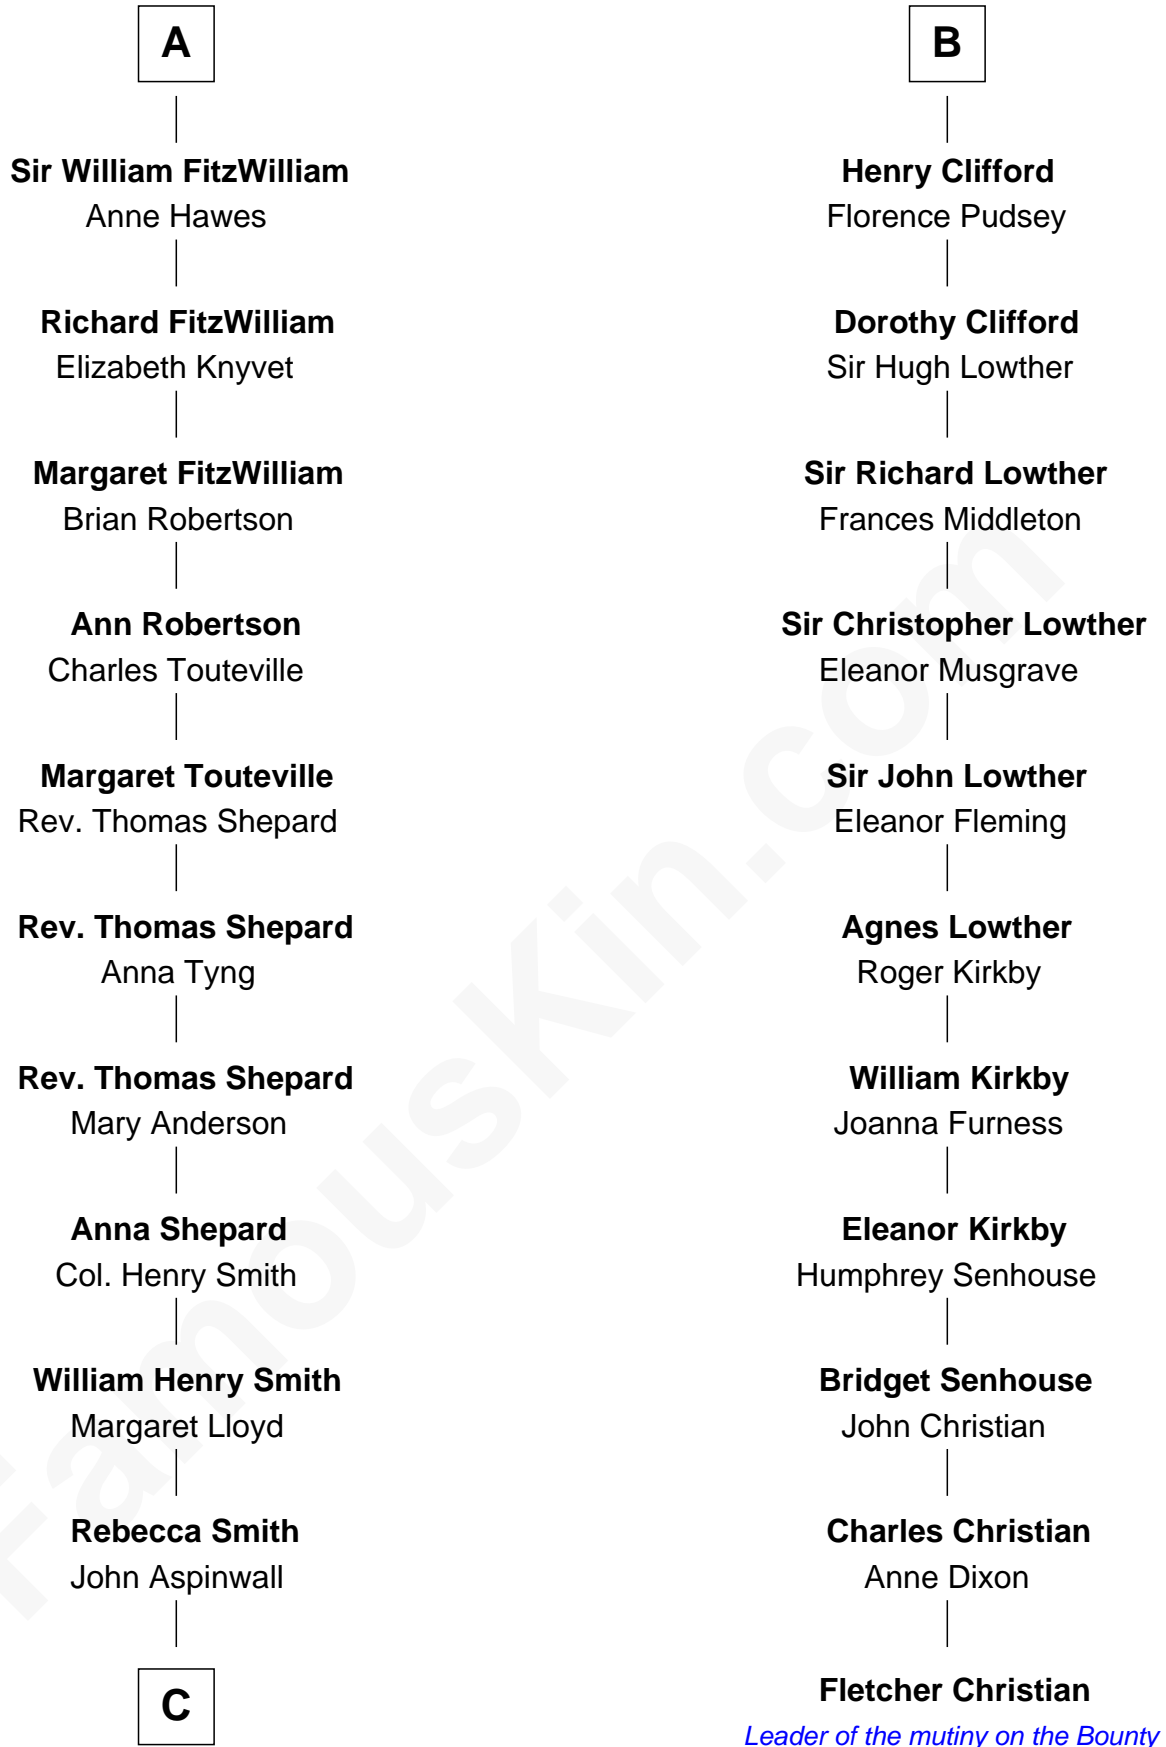 A
Sir William FitzWilliam
Anne Hawes
Richard FitzWilliam
Elizabeth Knyvet
Margaret FitzWilliam
Brian Robertson
Ann Robertson
Charles Touteville
Margaret Touteville
Rev. Thomas Shepard
Rev. Thomas Shepard
Anna Tyng
Rev. Thomas Shepard
Mary Anderson
Anna Shepard
Col. Henry Smith
William Henry Smith
Margaret Lloyd
Rebecca Smith
John Aspinwall
C
B
Henry Clifford
Florence Pudsey
Dorothy Clifford
Sir Hugh Lowther
Sir Richard Lowther
Frances Middleton
Sir Christopher Lowther
Eleanor Musgrave
Sir John Lowther
Eleanor Fleming
Agnes Lowther
Roger Kirkby
William Kirkby
Joanna Furness
Eleanor Kirkby
Humphrey Senhouse
Bridget Senhouse
John Christian
Charles Christian
Anne Dixon
Fletcher Christian
Leader of the mutiny on the Bounty
FamousKin.com